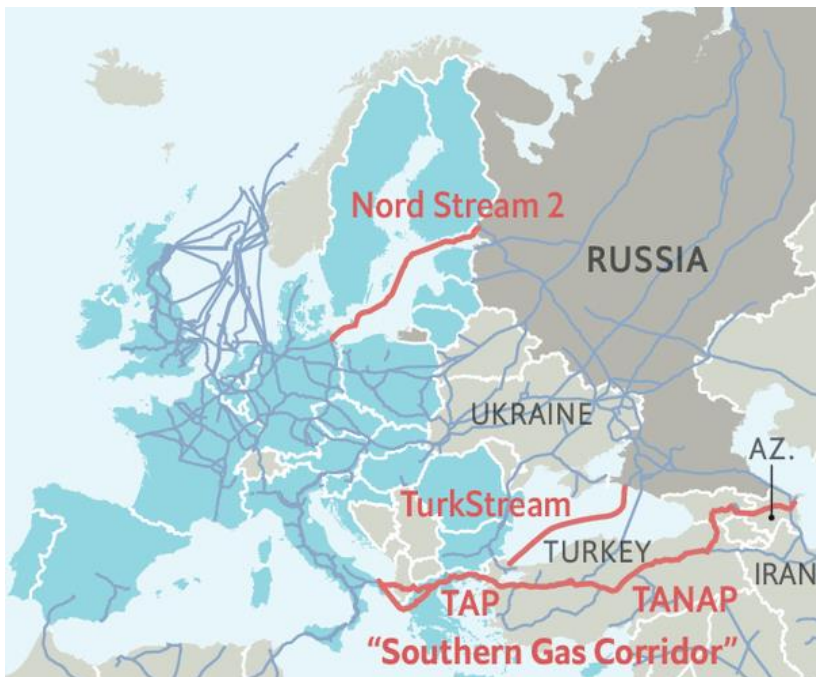 Nord Stream 2
RUSSIA
UKRAINE
AZ.
TurkStream
TURKEY
IRAN
TAP
TANAP
“Southern Gas Corridor”